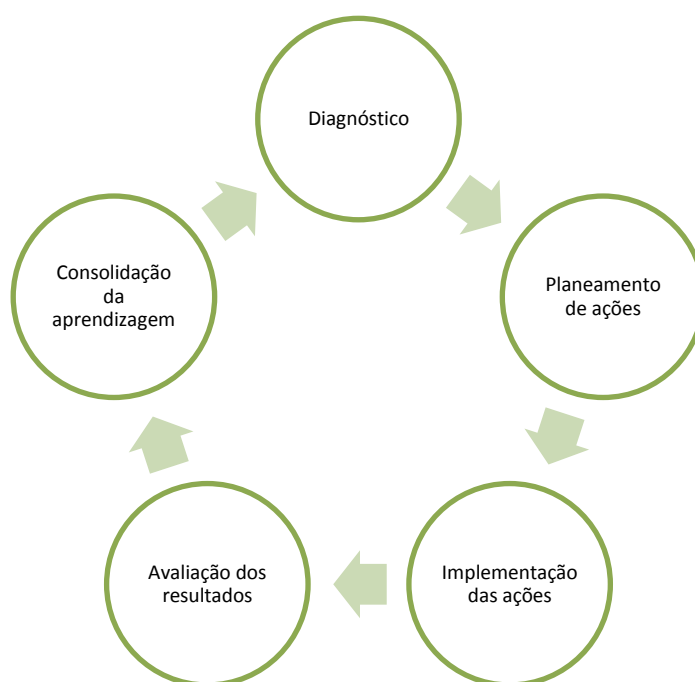 Diagnóstico
Planeamento
de ações
Implementação
das ações
Avaliação dos
resultados
Consolidação
da
aprendizagem